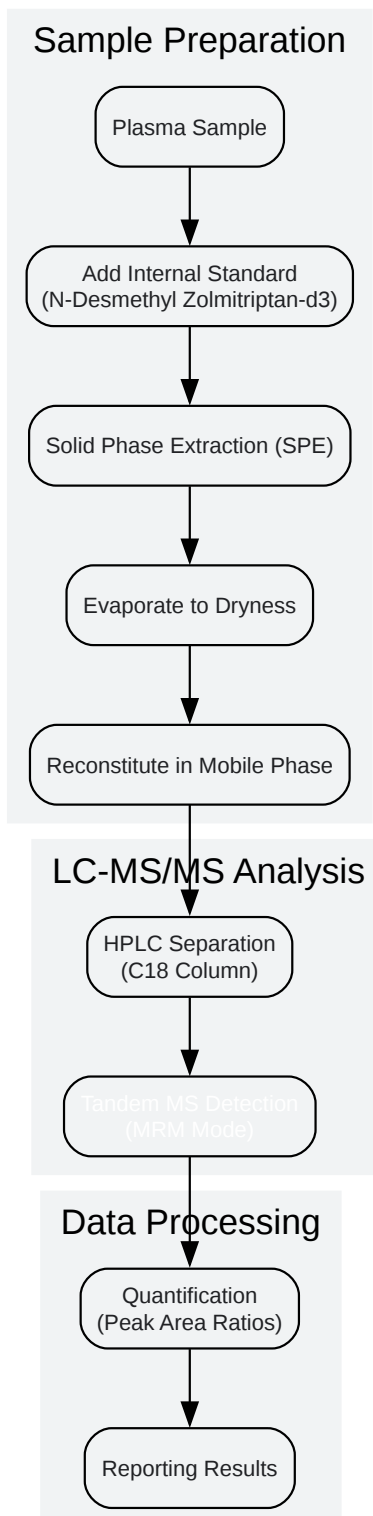 Sample Preparation
Plasma Sample
Add Internal Standard
(N-Desmethyl Zolmitriptan-d3)
Solid Phase Extraction (SPE)
Evaporate to Dryness
Reconstitute in Mobile Phase
LC-MS/MS Analysis
HPLC Separation
(C18 Column)
Tandem MS Detection
(MRM Mode)
Data Processing
Quantification
(Peak Area Ratios)
Reporting Results